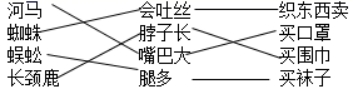 河马 会吐丝 织东西卖
蜘蛛 脖子长 买口罩
蜈蚣 嘴巴大 买围巾
长颈鹿 腿多 买袜子